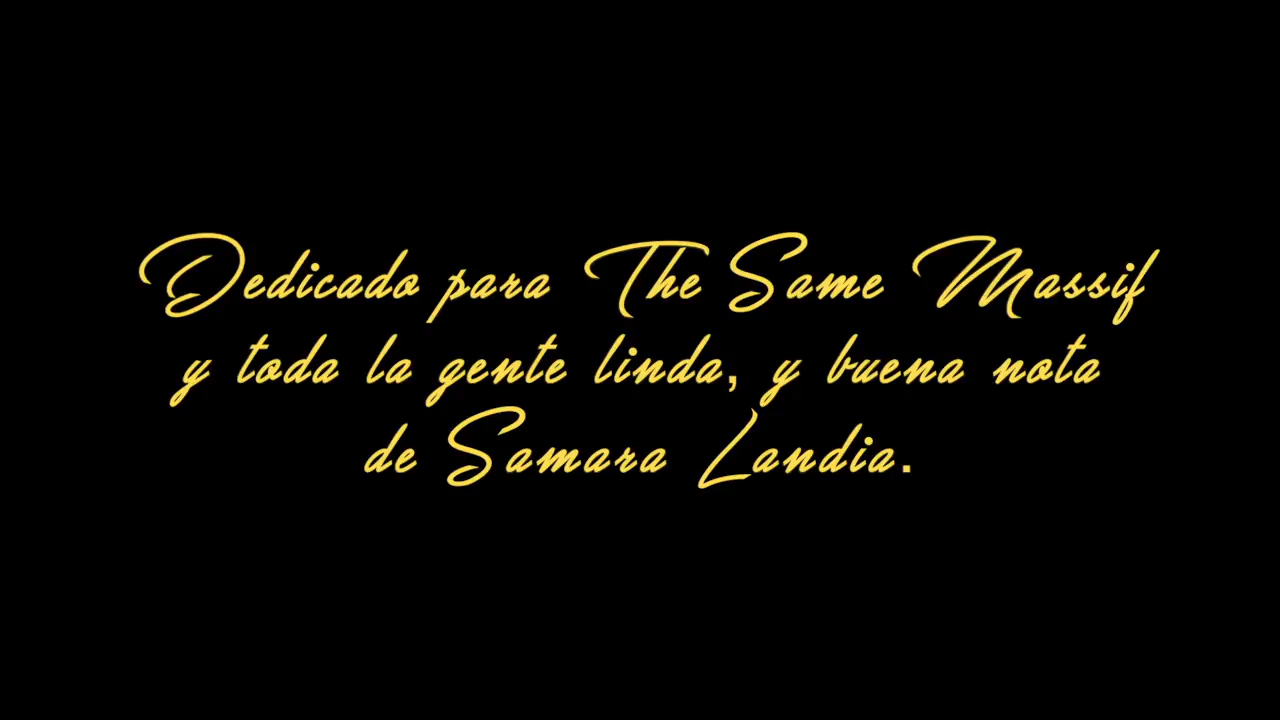 Dedicado para The Same Massif
y toda la gente linda, y buena nota
de Samara Landia.